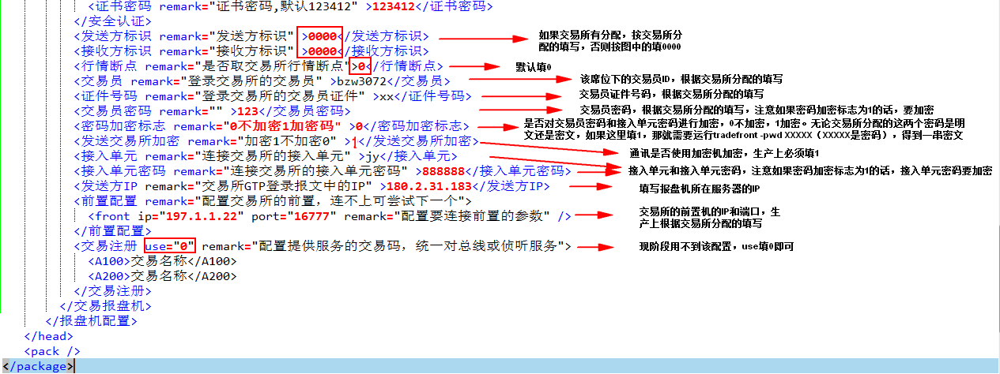 <证书密码 remark="证书密码,默认123412" >123412</证书密码>
</安全认证>
<发送方标识 remark="发送方标识" >0000</发送方标识>
如果交易所有分配，按交易所分
配的填写，否则按图中的填0000
<接收方标识 remark="接收方标识" >0000</接收方标识>
<行情断点 remark="是否取交易所行情断点">0</行情断点>
默认填0
<交易员 remark="登录交易所的交易员" >bzw3072</交易员>
该席位下的交易员ID，根据交易所分配的填写
<证件号码 remark="登录交易所的交易员证件" >xx</证件号码>
交易员证件号码，根据交易所分配的填写
<交易员密码 remark="" >123</交易员密码>
交易员密码，根据交易所分配的填写，注意如果密码加密标志为1的话，要加密
<密码加密标志 remark="0不加密1加密码" >0</密码加密标志>
是否对交易员密码和接入单元密码进行加密，0不加密，1加密。无论交易所分配的这两个密码是明
文还是密文，如果这里填1，那就需要运行tradefront -pwd XXXXX（XXXXX是密码），得到一串密文
<发送交易所加密 remark="加密1不加密0" >1</发送交易所加密>
通讯是否使用加密机加密，生产上必须填1
<接入单元 remark="连接交易所的接入单元" >jy</接入单元>
<接入单元密码 remark="连接交易所的接入单元密码" >888888</接入单元密码>
接入单元和接入单元密码，注意如果密码加密标志为1的话，接入单元密码要加密
<发送方IP remark="交易所GTP登录报文中的IP" >180.2.31.183</发送方IP>
填写报盘机所在服务器的IP
<前置配置 remark="配置交易所的前置，连不上可尝试下一个">
<front ip="197.1.1.22" port="16777" remark="配置要连接前置的参数" />
交易所的前置机的IP和端口，生
产上根据交易所分配的填写
</前置配置>
<交易注册 use="0" remark="配置提供服务的交易码，统一对总线或侦听服务">
现阶段用不到该配置，use填0即可
<A100>交易名称</A100>
<A200>交易名称</A200>
</交易注册>
</交易报盘机>
</报盘机配置>
</head>
<pack />
</package>